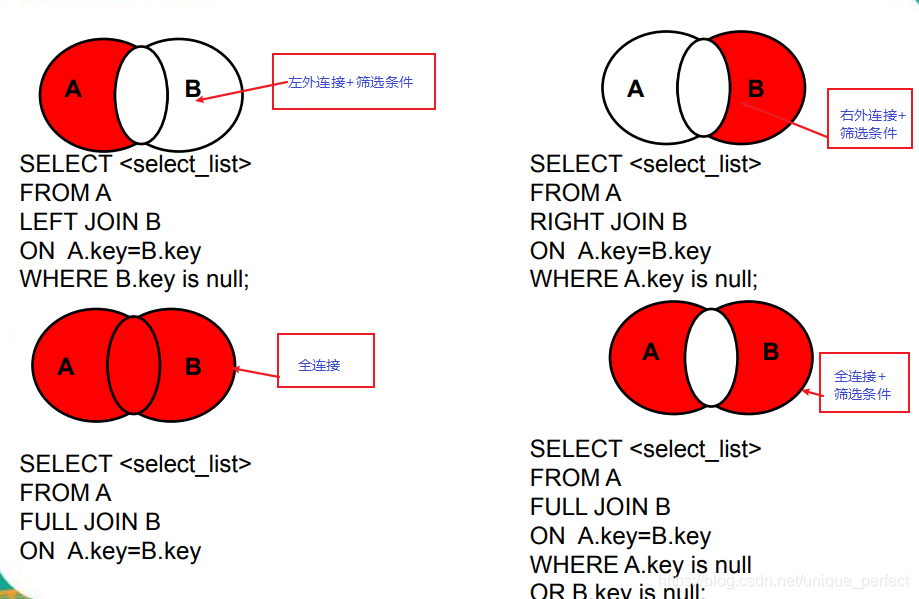 A
B
左外连接+筛选条件
SELECT <select_list>
FROM A
LEFT JOIN B
ON A.key=B.key
WHERE B.key is null;
A
B
右外连接+
筛选条件
SELECT <select_list>
FROM A
RIGHT JOIN B
ON A.key=B.key
WHERE A.key is null;
A
B
全连接
SELECT <select_list>
FROM A
FULL JOIN B
ON A.key=B.key
A
B
全连接+
筛选条件
SELECT <select_list>
FROM A
FULL JOIN B
ON A.key=B.key
WHERE A.key is null
OR B.key is null;
https://blog.csdn.net/unique_perfect